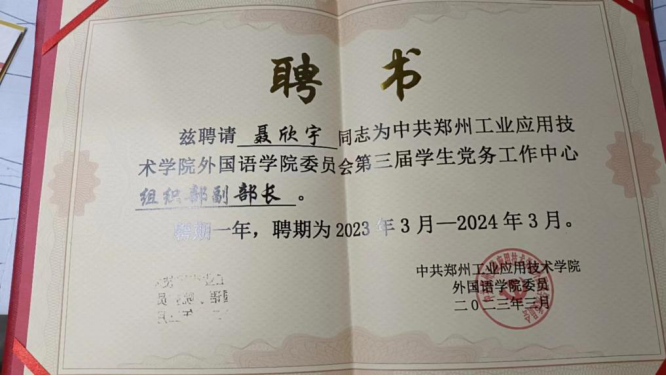 聘书
兹聘请 聂欣宇 同志为中共郑州工业应用技
术学院外国语学院委员会第三届学生党务工作中心
组织部副部长 。
聘期一年，聘期为2023年3月—2024年3月。
中共郑州工业应用技术学院
外国语学院委员
二〇二三年三月